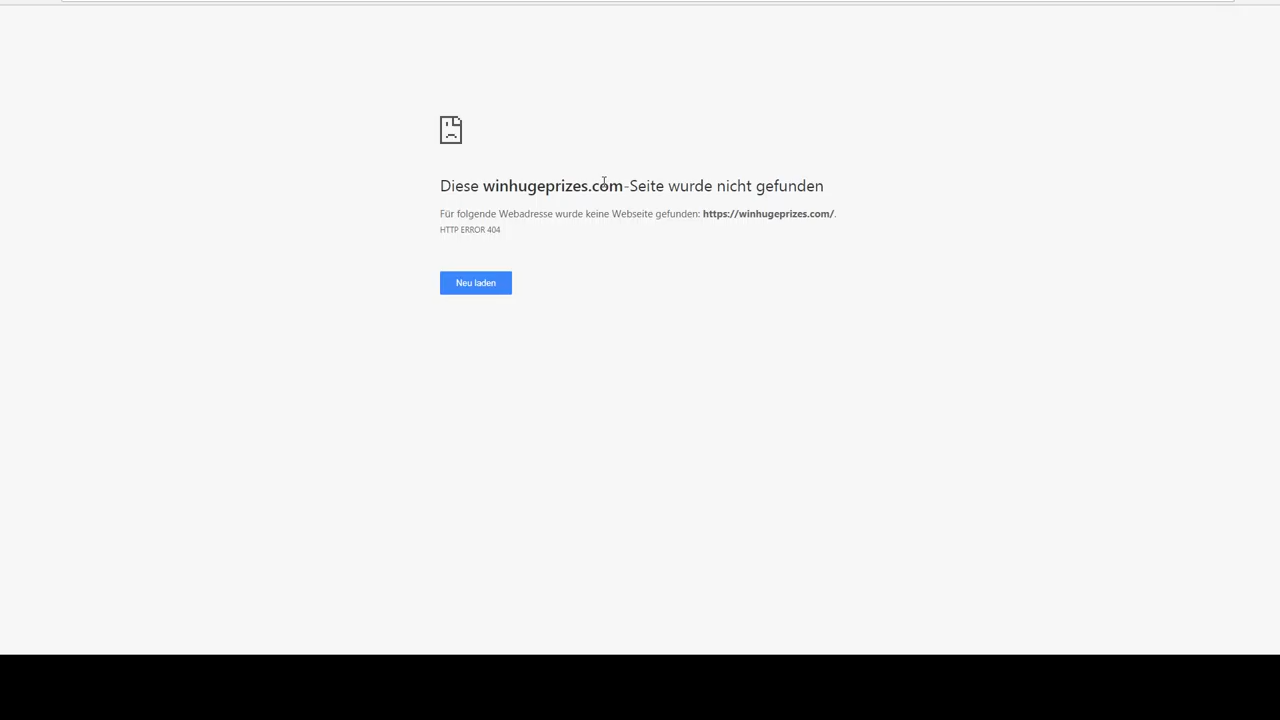 Diese winhugeprizes.com-Seite wurde nicht gefunden
Für folgende Webadresse wurde keine Webseite gefunden: https://winhugeprizes.com/.
HTTP ERROR 404
Neu laden